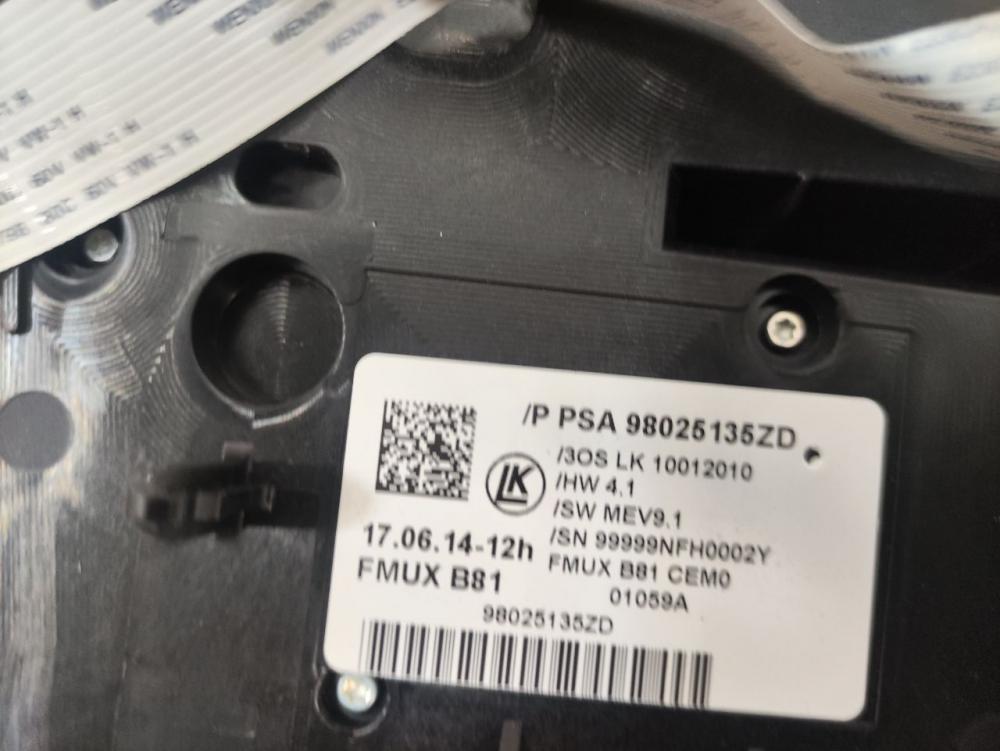 /P PSA 98025135ZD
/3OS LK 10012010
LK
/HW 4.1
/SW MEV9.1
/SN 99999NFH0002Y
17.06.14-12h
FMUX B81 CEM0
FMUX B81
01059A
98025135ZD